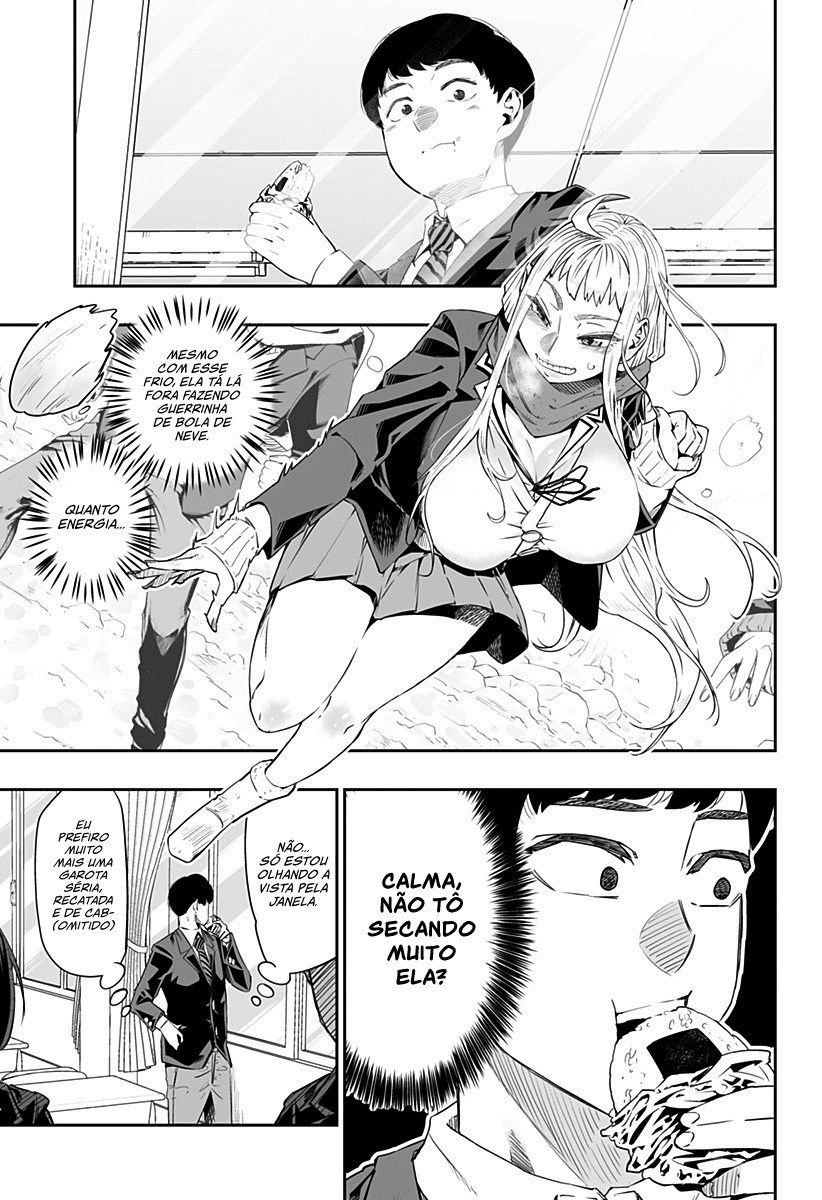 MESMO
COM ESSE
FRIO, ELA TÁ LÁ
FORA FAZENDO
GUERRINHA
DE BOLA DE
NEVE.
QUANTO
ENERGIA...
CALMA,
NÃO TÔ
SECANDO
MUITO
ELA?
NÃO...
SÓ ESTOU
OLHANDO A
VISTA PELA
JANELA.
EU
PREFIRO
MUITO
MAIS UMA
GAROTA
SÉRIA,
RECATADA
E DE CAB-
(OMITIDO)